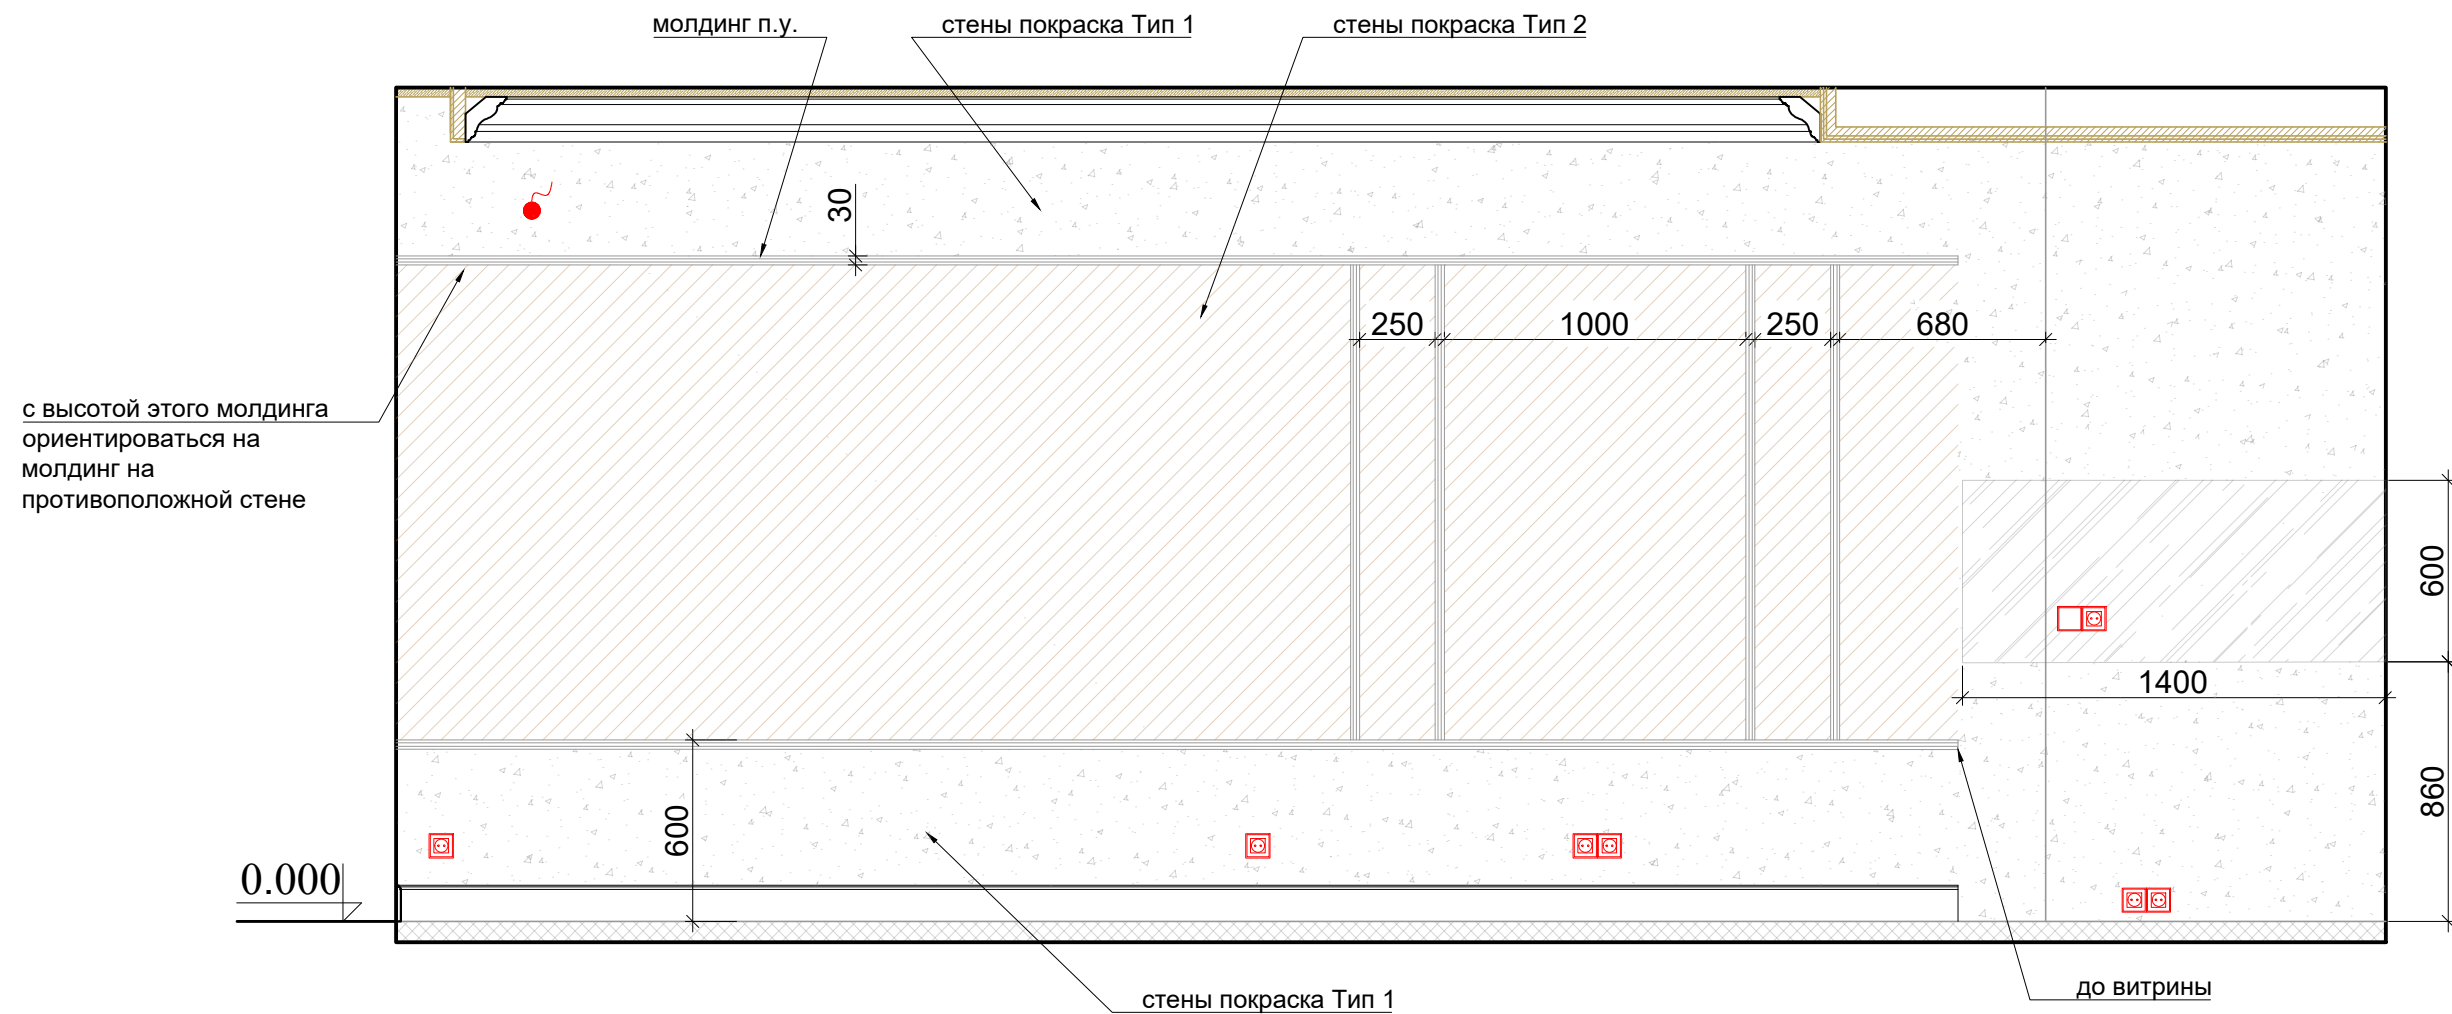 молдинг п.у.
стены покраска Тип 1
стены покраска Тип 2
30
250
1000
250
680
с высотой этого молдинга
ориентироваться на
молдинг на
противоположной стене
600
1400
860
600
0.000
до витрины
стены покраска Тип 1